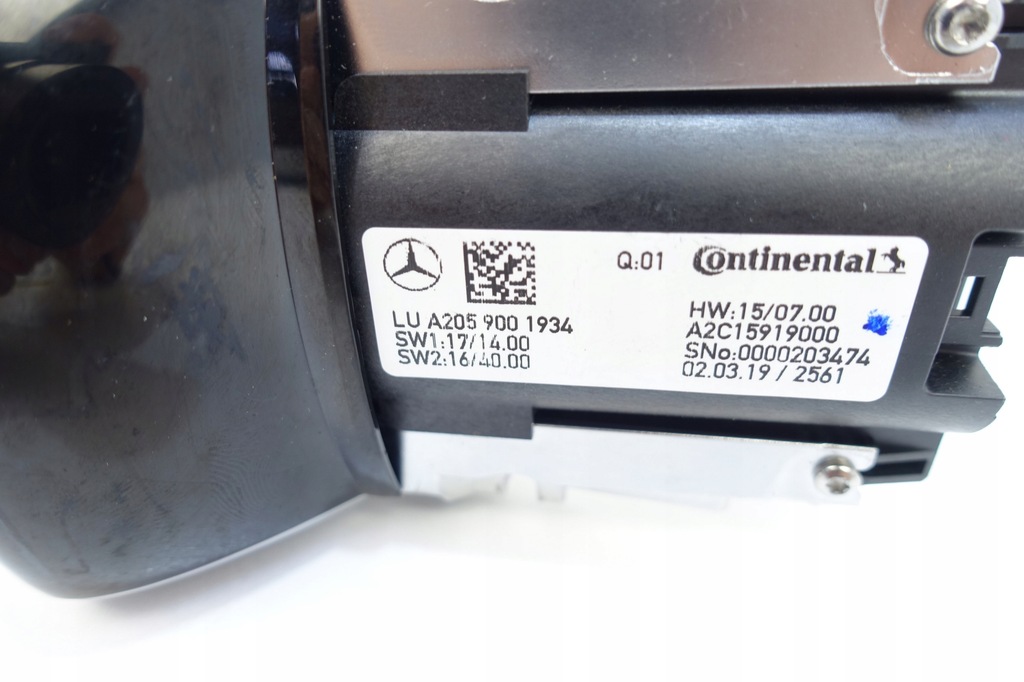 Q:01 Continental
LU A205 900 1934
SW1:17/14.00
SW2:16/40.00
HW:15/07.00
A2C15919000
SNo:0000203474
02.03.19 / 2561